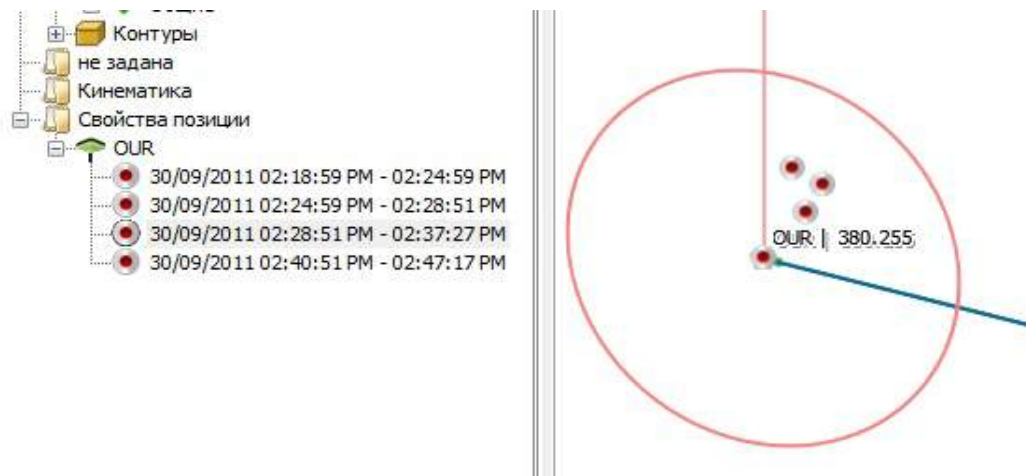 Контуры
не задана
Кинематика
Свойства позиции
OUR
30/09/2011 02:18:59 PM - 02:24:59 PM
30/09/2011 02:24:59 PM - 02:28:51 PM
30/09/2011 02:28:51 PM - 02:37:27 PM
30/09/2011 02:40:51 PM - 02:47:17 PM
OUR | 380.255